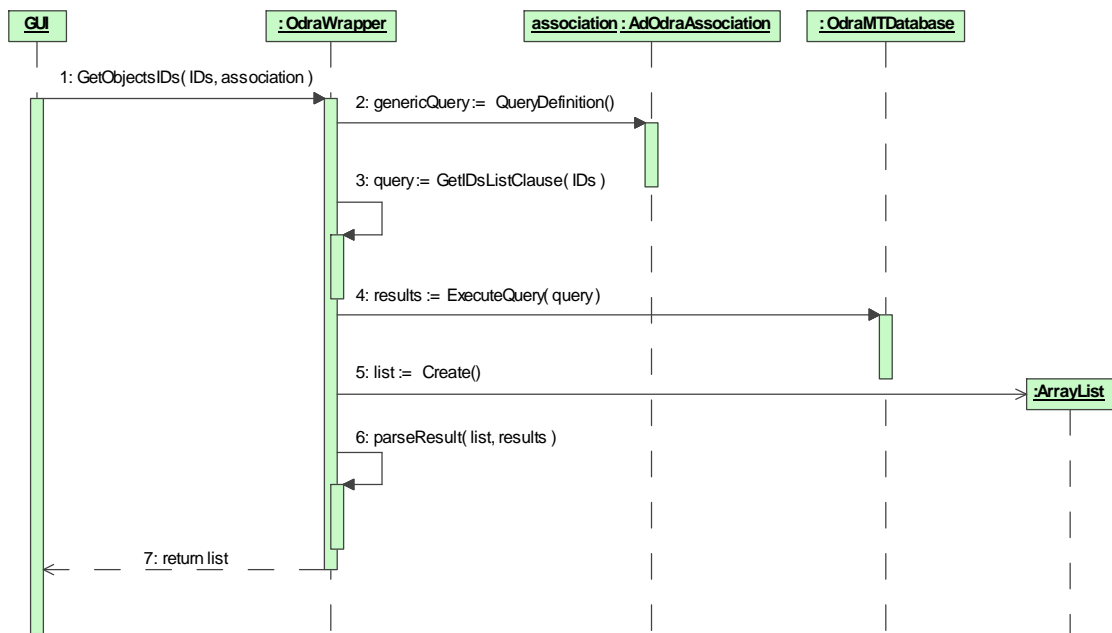 GUI
: OdraWrapper
association : AdOdraAssociation
: OdraMTDatabase
1: GetObjectsIDs( IDs, association )
2: genericQuery := QueryDefinition()
3: query := GetIDsListClause( IDs )
4: results := ExecuteQuery( query )
5: list := Create()
:ArrayList
6: parseResult( list, results )
7: return list